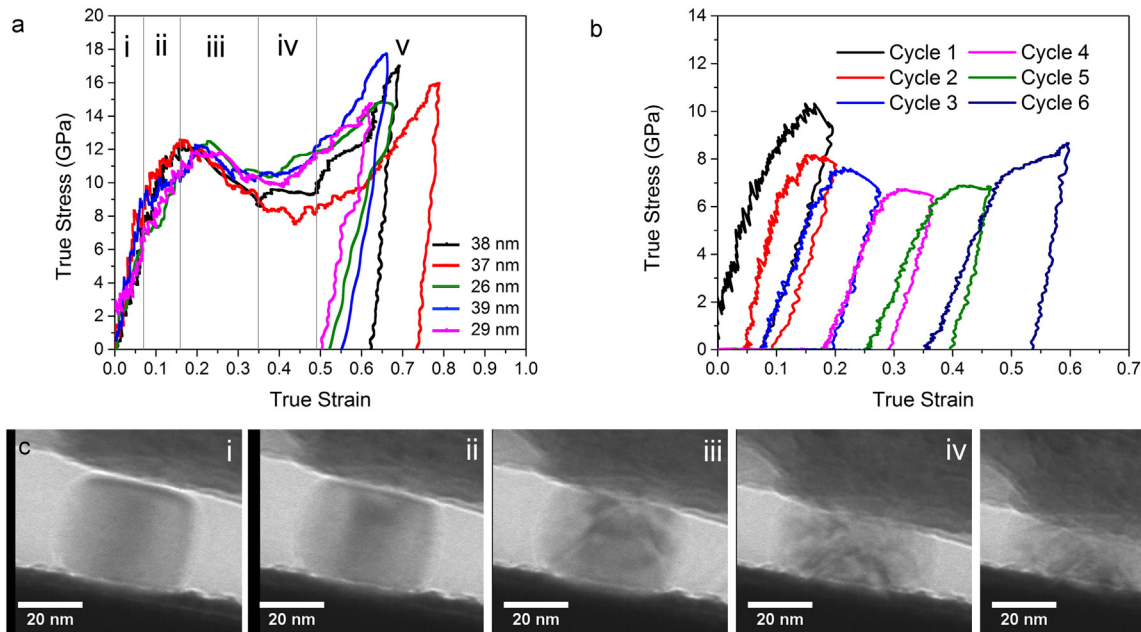 a
i ii iii iv v
20
18
16
14
12
10
8
6
4
2
0
True Stress (GPa)
38 nm
37 nm
26 nm
39 nm
29 nm
0.0 0.1 0.2 0.3 0.4 0.5 0.6 0.7 0.8 0.9 1.0
True Strain
b
14
12
10
8
6
4
2
0
True Stress (GPa)
Cycle 1 Cycle 4
Cycle 2 Cycle 5
Cycle 3 Cycle 6
0.0 0.1 0.2 0.3 0.4 0.5 0.6 0.7
True Strain
c i ii iii iv
20 nm 20 nm 20 nm 20 nm 20 nm